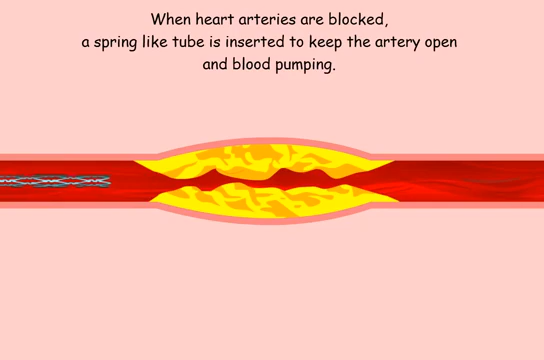 When heart arteries are blocked,
a spring like tube is inserted to keep the artery open
and blood pumping.